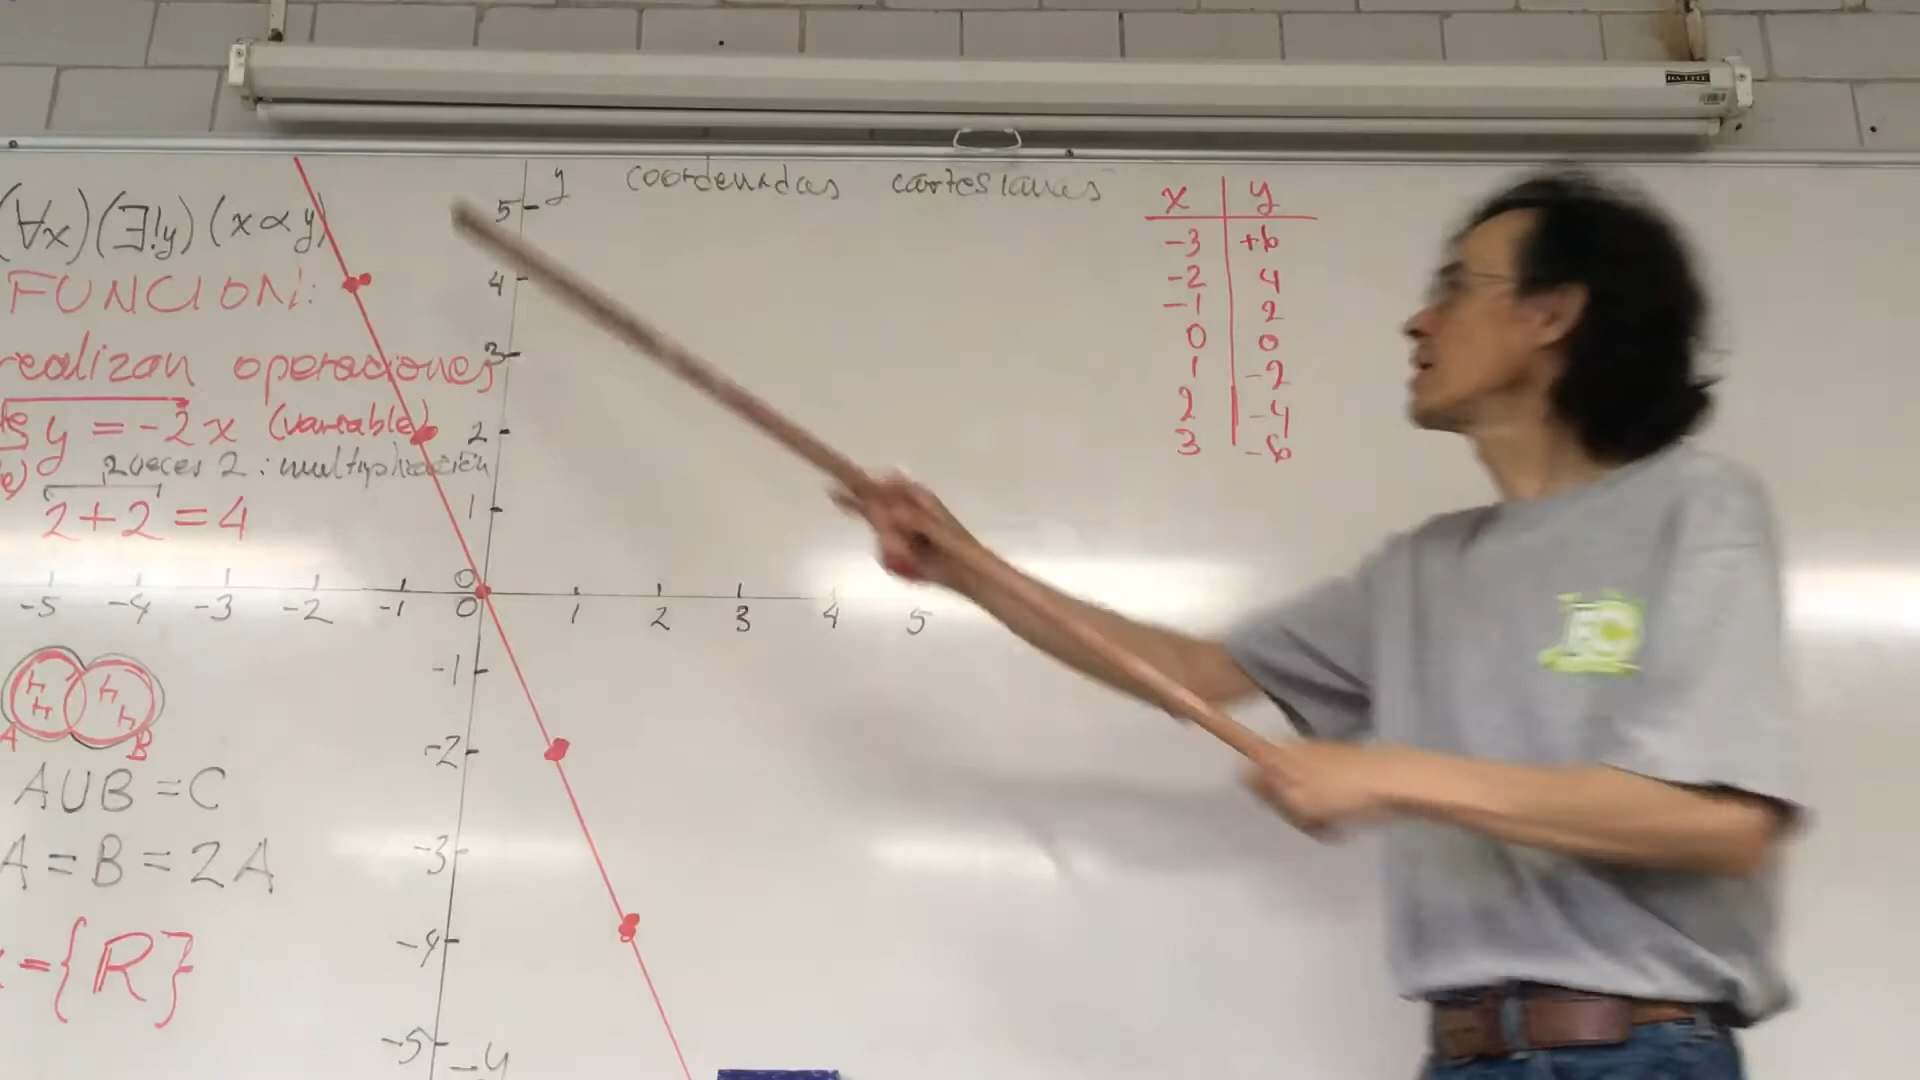 (∀x)(∃!y)(x∝y)
FUNCION:
realizan operaciones
y = -2x (variable)
2 veces 2 : multiplicación
2+2=4
A B
AUB = C
A = B = 2A
={R}
y coordenadas cartesianas
5
4
3
2
1
0
-5 -4 -3 -2 -1 0 1 2 3 4 5
-1
-2
-3
-4
-5
-y
x y
-3 +6
-2 4
-1 2
0 0
1 -2
2 -4
3 -6
FC